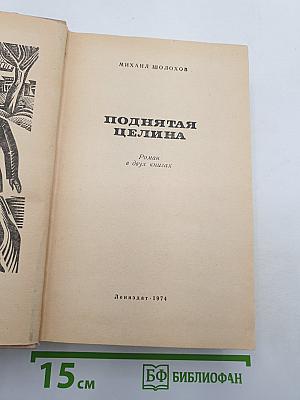 МИХАИЛ ШОЛОХОВ
ПОДНЯТАЯ
ЦЕЛИНА
Роман
в двух книгах
Лениздат·1974
15 см
БФ БИБЛИОФАН